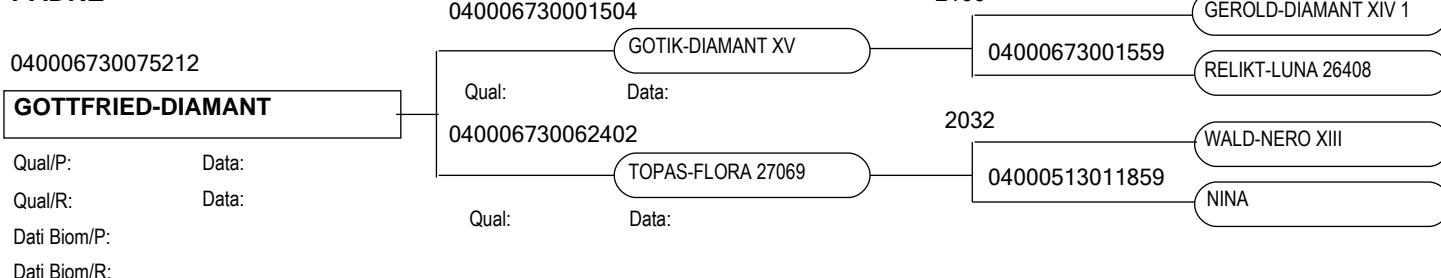 040006730001504
GEROLD-DIAMANT XIV 1
GOTIK-DIAMANT XV
04000673001559
040006730075212
RELIKT-LUNA 26408
Qual: Data:
GOTTFRIED-DIAMANT
2032
040006730062402
WALD-NERO XIII
Qual/P: Data:
TOPAS-FLORA 27069
04000513011859
Qual/R: Data:
NINA
Qual: Data:
Dati Biom/P:
Dati Biom/R: